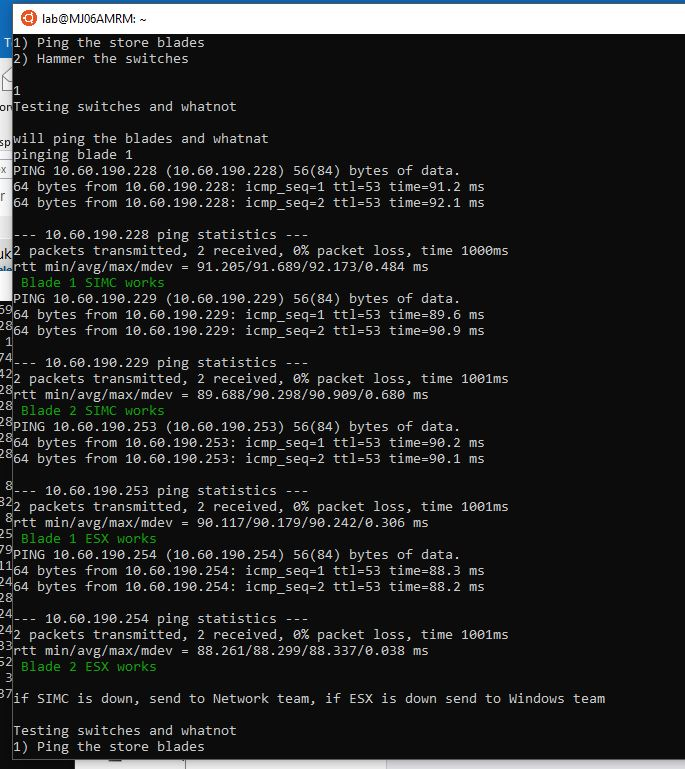 lab@MJ06AMRM: ~
1) Ping the store blades
2) Hammer the switches
1
Testing switches and whatnot
will ping the blades and whatnat
pinging blade 1
PING 10.60.190.228 (10.60.190.228) 56(84) bytes of data.
64 bytes from 10.60.190.228: icmp_seq=1 ttl=53 time=91.2 ms
64 bytes from 10.60.190.228: icmp_seq=2 ttl=53 time=92.1 ms
--- 10.60.190.228 ping statistics ---
2 packets transmitted, 2 received, 0% packet loss, time 1000ms
rtt min/avg/max/mdev = 91.205/91.689/92.173/0.484 ms
Blade 1 SIMC works
PING 10.60.190.229 (10.60.190.229) 56(84) bytes of data.
64 bytes from 10.60.190.229: icmp_seq=1 ttl=53 time=89.6 ms
64 bytes from 10.60.190.229: icmp_seq=2 ttl=53 time=90.9 ms
--- 10.60.190.229 ping statistics ---
2 packets transmitted, 2 received, 0% packet loss, time 1001ms
rtt min/avg/max/mdev = 89.688/90.298/90.909/0.680 ms
Blade 2 SIMC works
PING 10.60.190.253 (10.60.190.253) 56(84) bytes of data.
64 bytes from 10.60.190.253: icmp_seq=1 ttl=53 time=90.2 ms
64 bytes from 10.60.190.253: icmp_seq=2 ttl=53 time=90.1 ms
--- 10.60.190.253 ping statistics ---
2 packets transmitted, 2 received, 0% packet loss, time 1001ms
rtt min/avg/max/mdev = 90.117/90.179/90.242/0.306 ms
Blade 1 ESX works
PING 10.60.190.254 (10.60.190.254) 56(84) bytes of data.
64 bytes from 10.60.190.254: icmp_seq=1 ttl=53 time=88.3 ms
64 bytes from 10.60.190.254: icmp_seq=2 ttl=53 time=88.2 ms
--- 10.60.190.254 ping statistics ---
2 packets transmitted, 2 received, 0% packet loss, time 1001ms
rtt min/avg/max/mdev = 88.261/88.299/88.337/0.038 ms
Blade 2 ESX works
if SIMC is down, send to Network team, if ESX is down send to Windows team
Testing switches and whatnot
1) Ping the store blades